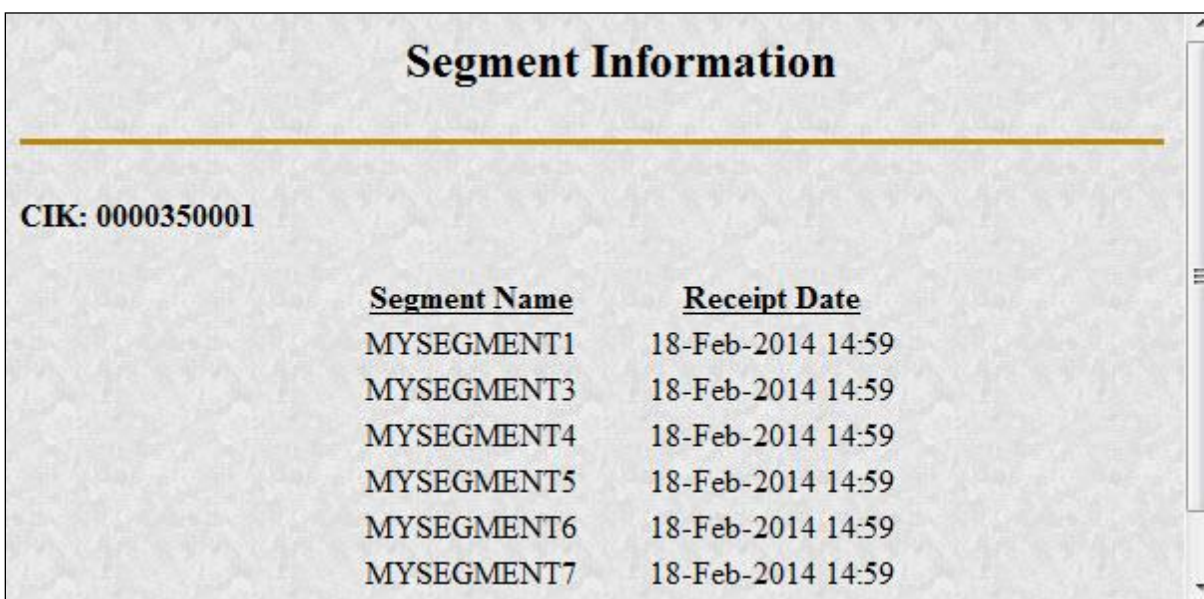 Segment Information
CIK: 0000350001
Segment Name Receipt Date
MYSEGMENT1 18-Feb-2014 14:59
MYSEGMENT3 18-Feb-2014 14:59
MYSEGMENT4 18-Feb-2014 14:59
MYSEGMENT5 18-Feb-2014 14:59
MYSEGMENT6 18-Feb-2014 14:59
MYSEGMENT7 18-Feb-2014 14:59